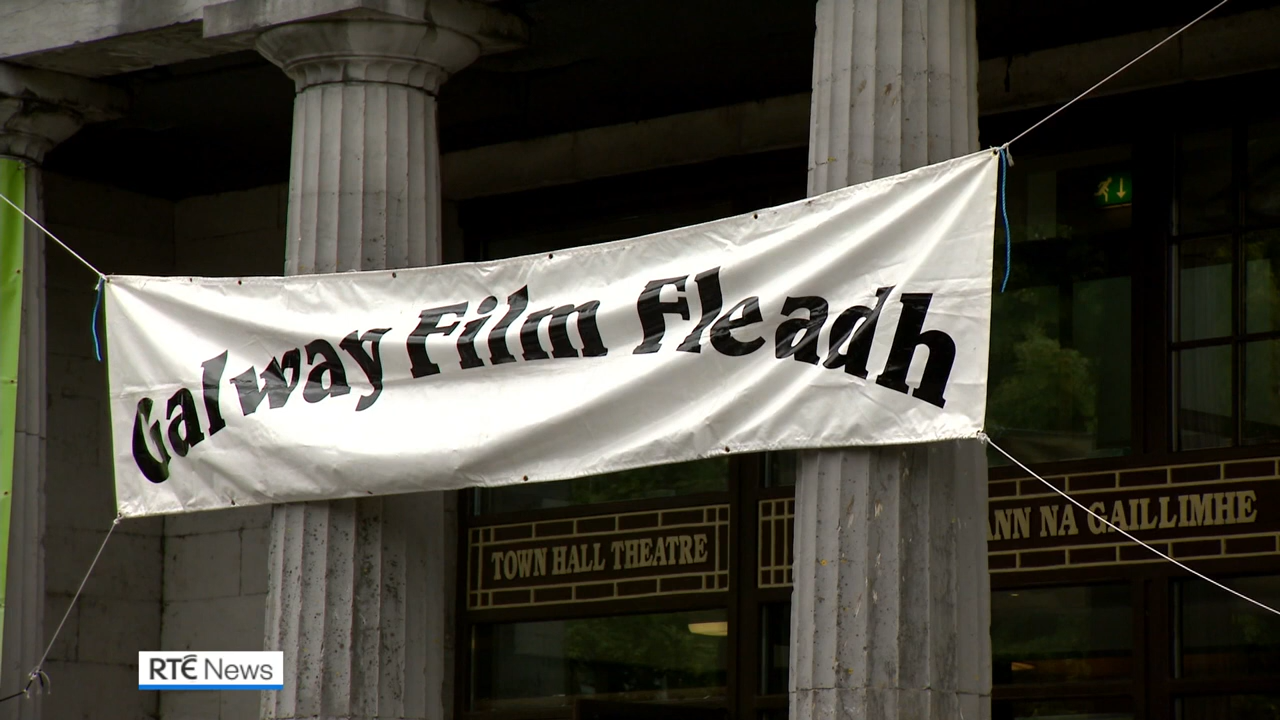 Galway Film Fleadh
TOWN HALL THEATRE
ANN NA GAILLIMHE
RTÉ News